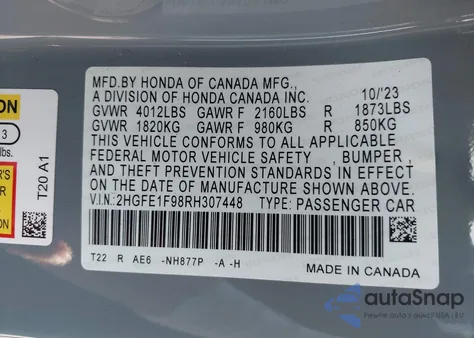 MFD.BY HONDA OF CANADA MFG.,
A DIVISION OF HONDA CANADA INC. 10/'23
GVWR 4012LBS GAWR F 2160LBS R 1873LBS
GVWR 1820KG GAWR F 980KG R 850KG
THIS VEHICLE CONFORMS TO ALL APPLICABLE
FEDERAL MOTOR VEHICLE SAFETY , BUMPER ,
AND THEFT PREVENTION STANDARDS IN EFFECT
ON THE DATE OF MANUFACTURE SHOWN ABOVE.
V.I.N:2HGFE1F98RH307448 TYPE: PASSENGER CAR
T22 R AE6 -NH877P -A -H
MADE IN CANADA
ON
3
lbs.
T20 A1
autoSnap